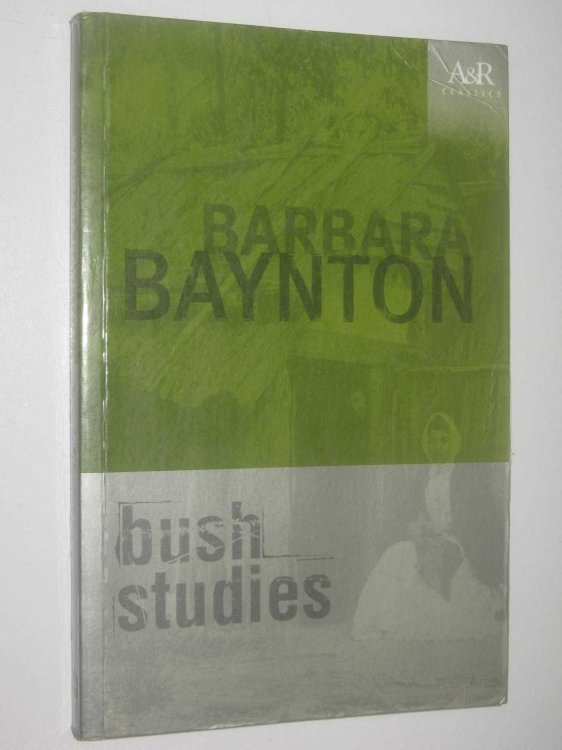 A&R
CLASSICS
BARBARA
BAYNTON
bush
studies